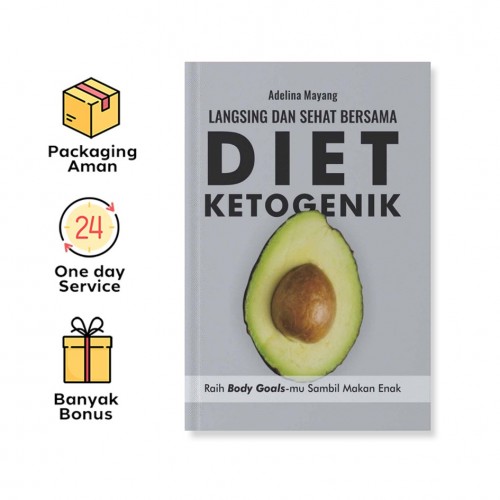 Packaging
Aman
24
One day
Service
Banyak
Bonus
Adelina Mayang
LANGSING DAN SEHAT BERSAMA
DIET
KETOGENIK
Raih Body Goals-mu Sambil Makan Enak